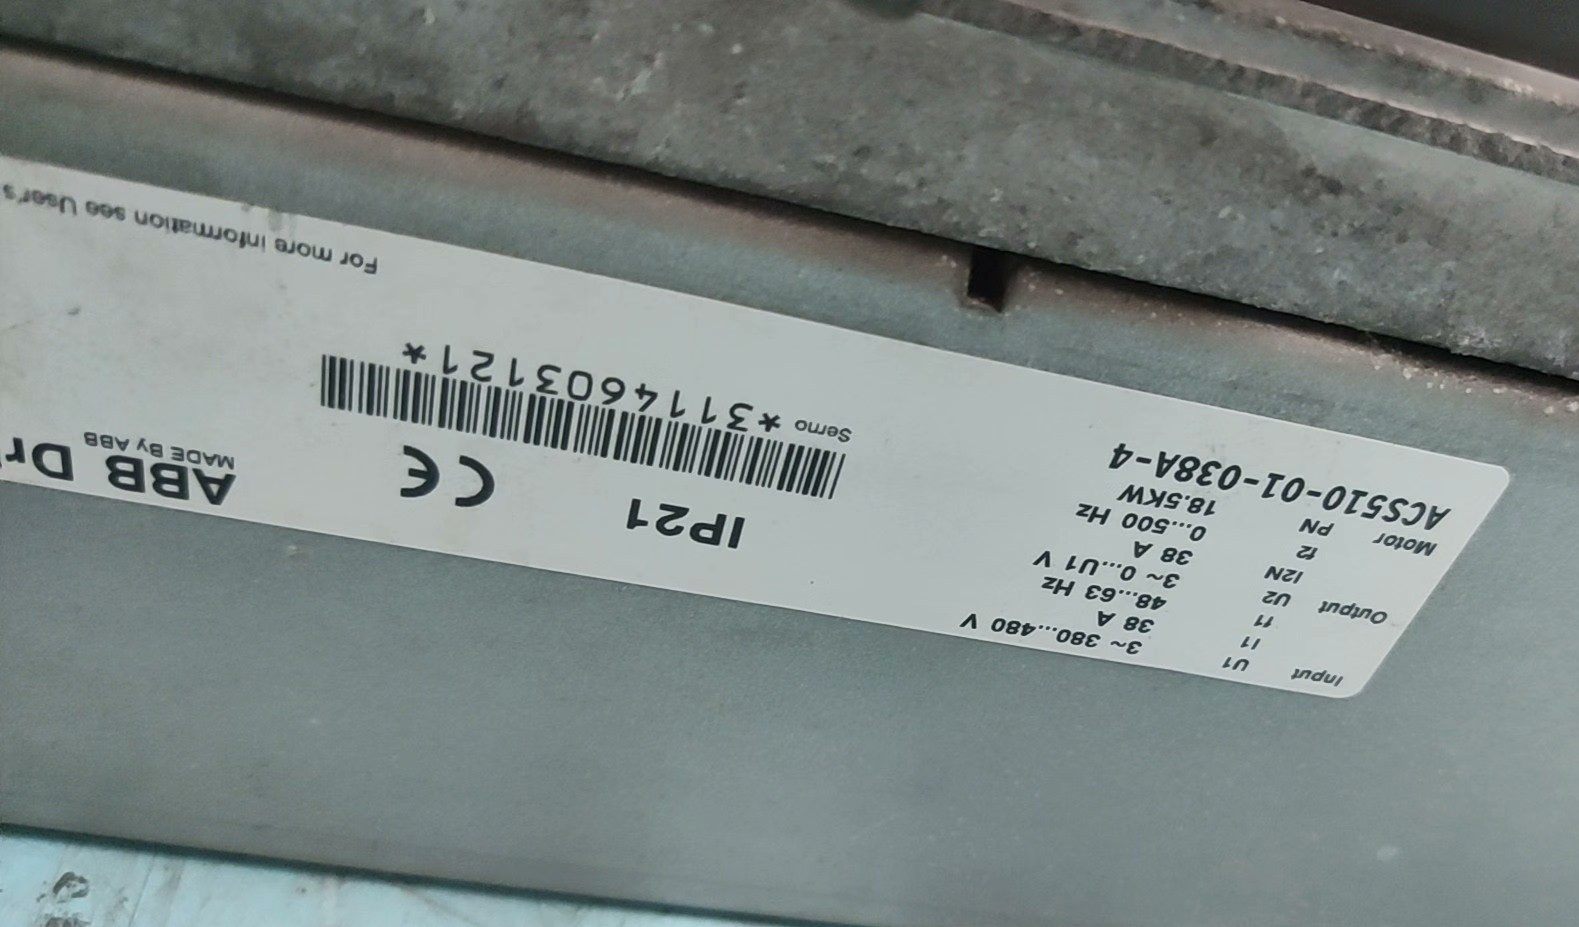 Input U1 3~ 380...480 V
I1 38 A
f1 48...63 Hz
Output U2 3~ 0...U1 V
I2N 38 A
f2 0...500 Hz
Motor PN 18.5KW
ACS510-01-038A-4
IP21
CE
Serno *3114603121*
ABB Dr
MADE By ABB
For more information see User's